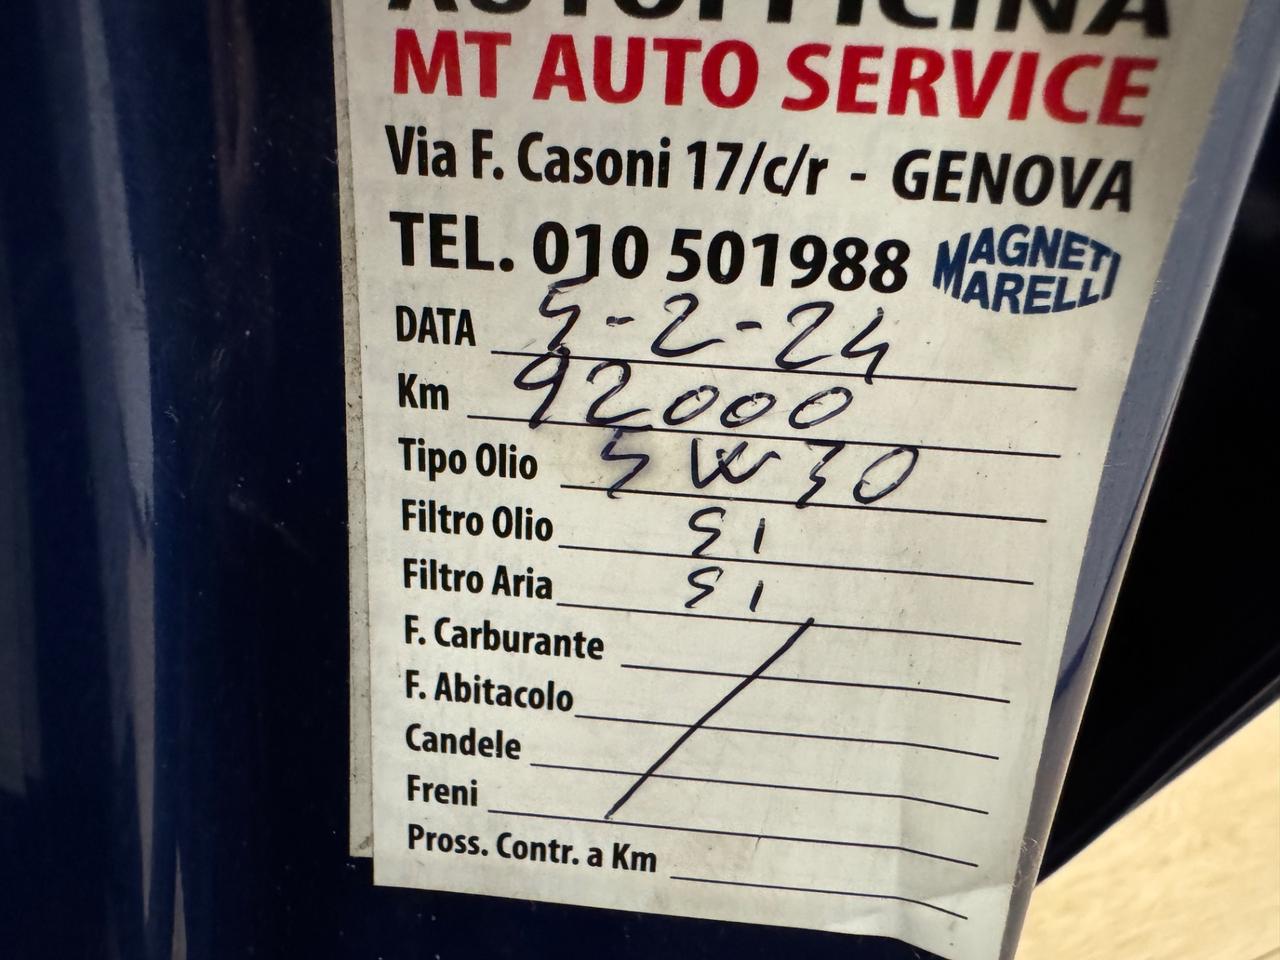 AUTOFFICINA
MT AUTO SERVICE
Via F. Casoni 17/c/r - GENOVA
TEL. 010 501988
MAGNETI
MARELLI
DATA 5-2-24
Km 92000
Tipo Olio 5W30
Filtro Olio SI
Filtro Aria SI
F. Carburante
F. Abitacolo
Candele
Freni
Pross. Contr. a Km